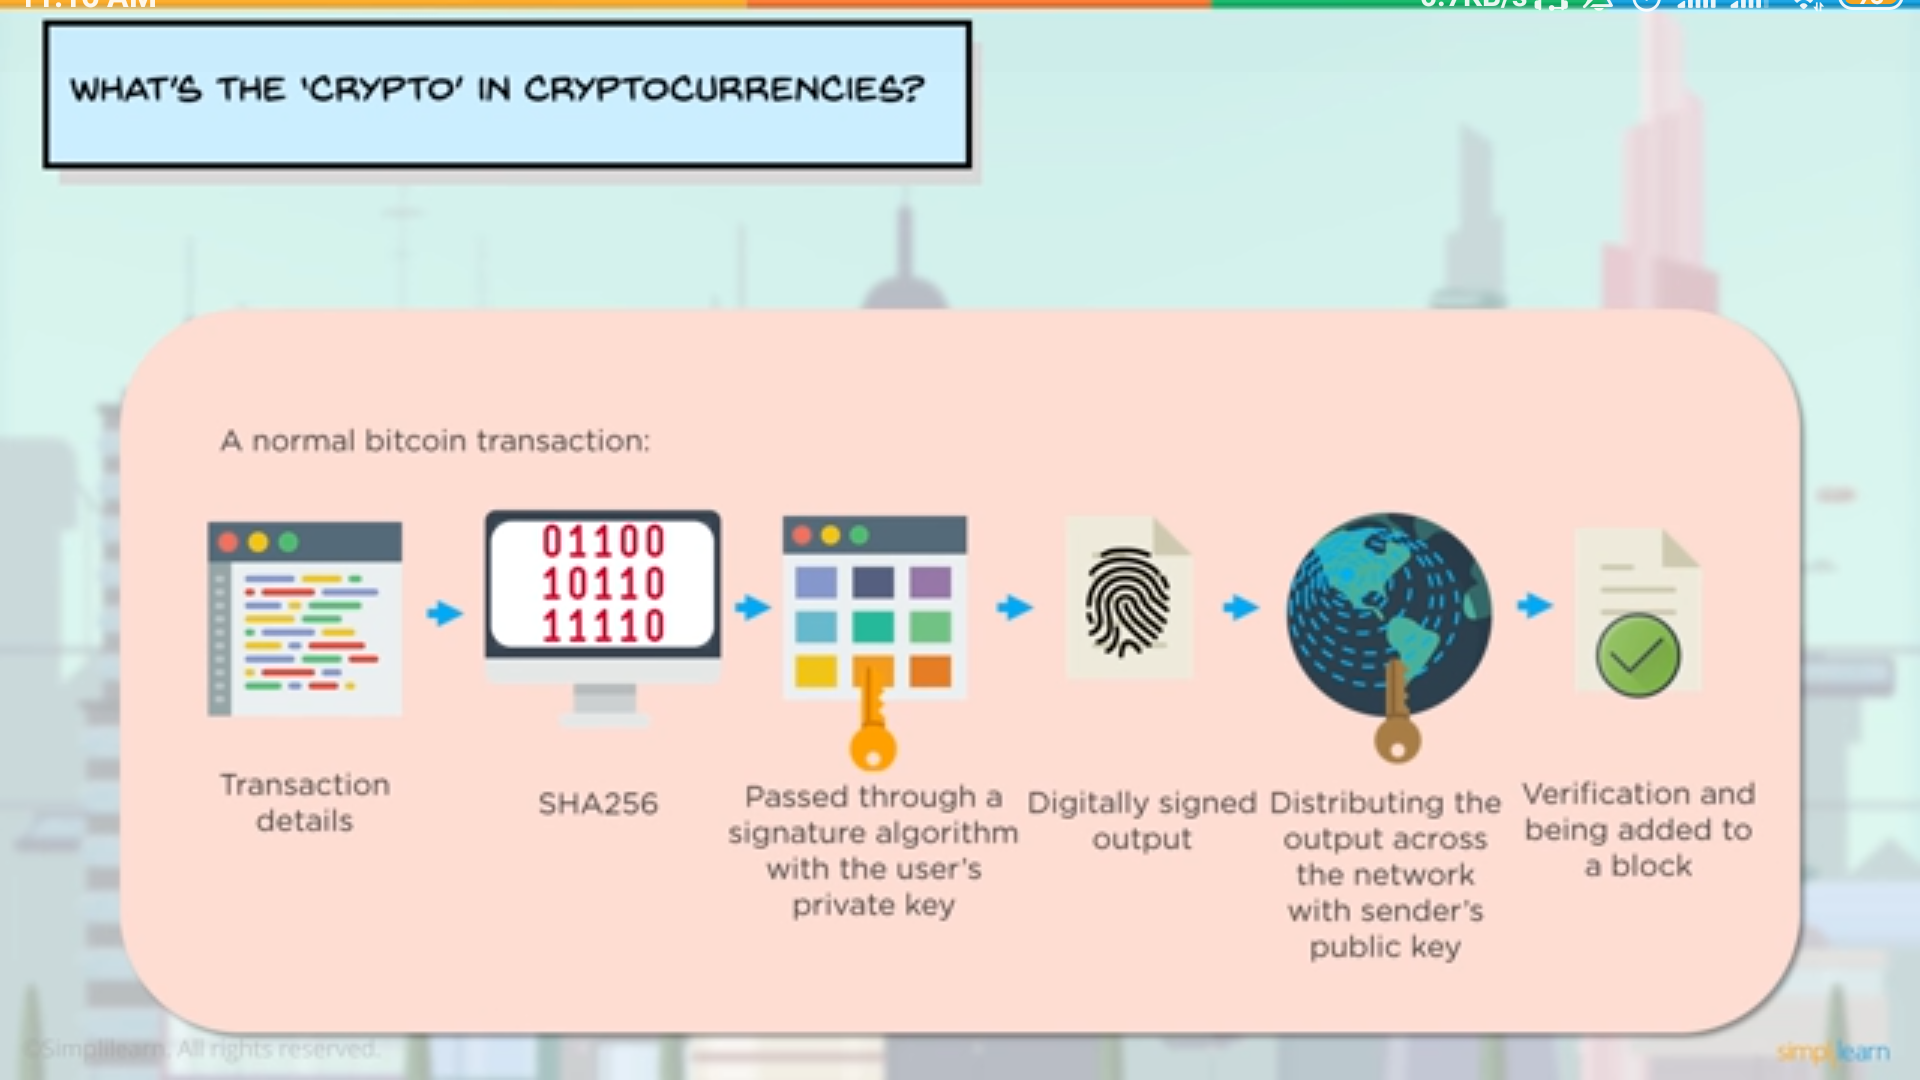 WHAT'S THE 'CRYPTO' IN CRYPTOCURRENCIES?
A normal bitcoin transaction:
01100
10110
11110
Transaction
details
SHA256
Passed through a
signature algorithm
with the user's
private key
Digitally signed
output
Distributing the
output across
the network
with sender's
public key
Verification and
being added to
a block
©Simplilearn. All rights reserved.
simplilearn